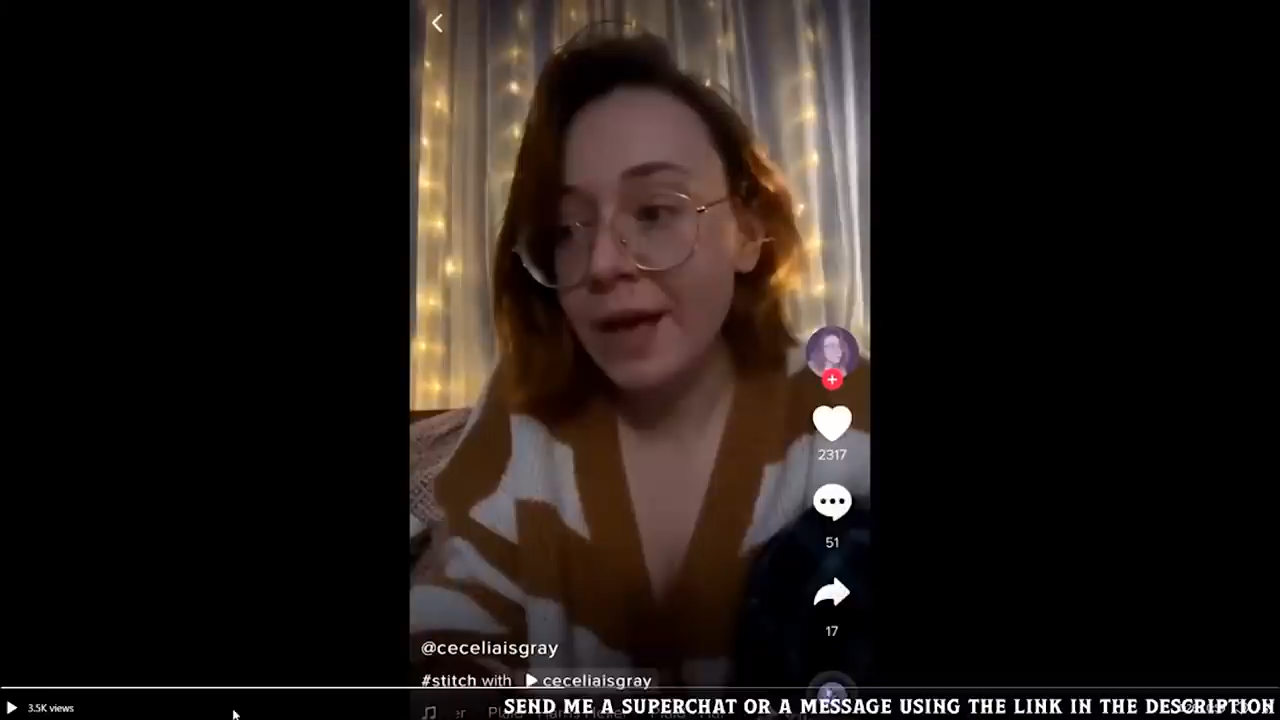 2317
51
17
@ceceliaisgray
#stitch with ▶ ceceliaisgray
3.5K views
SEND ME A SUPERCHAT OR A MESSAGE USING THE LINK IN THE DESCRIPTION